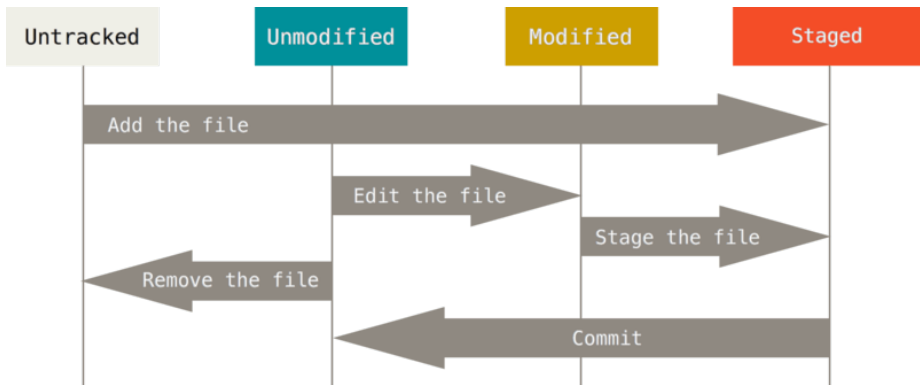 Untracked
Unmodified
Modified
Staged
Add the file
Edit the file
Stage the file
Remove the file
Commit